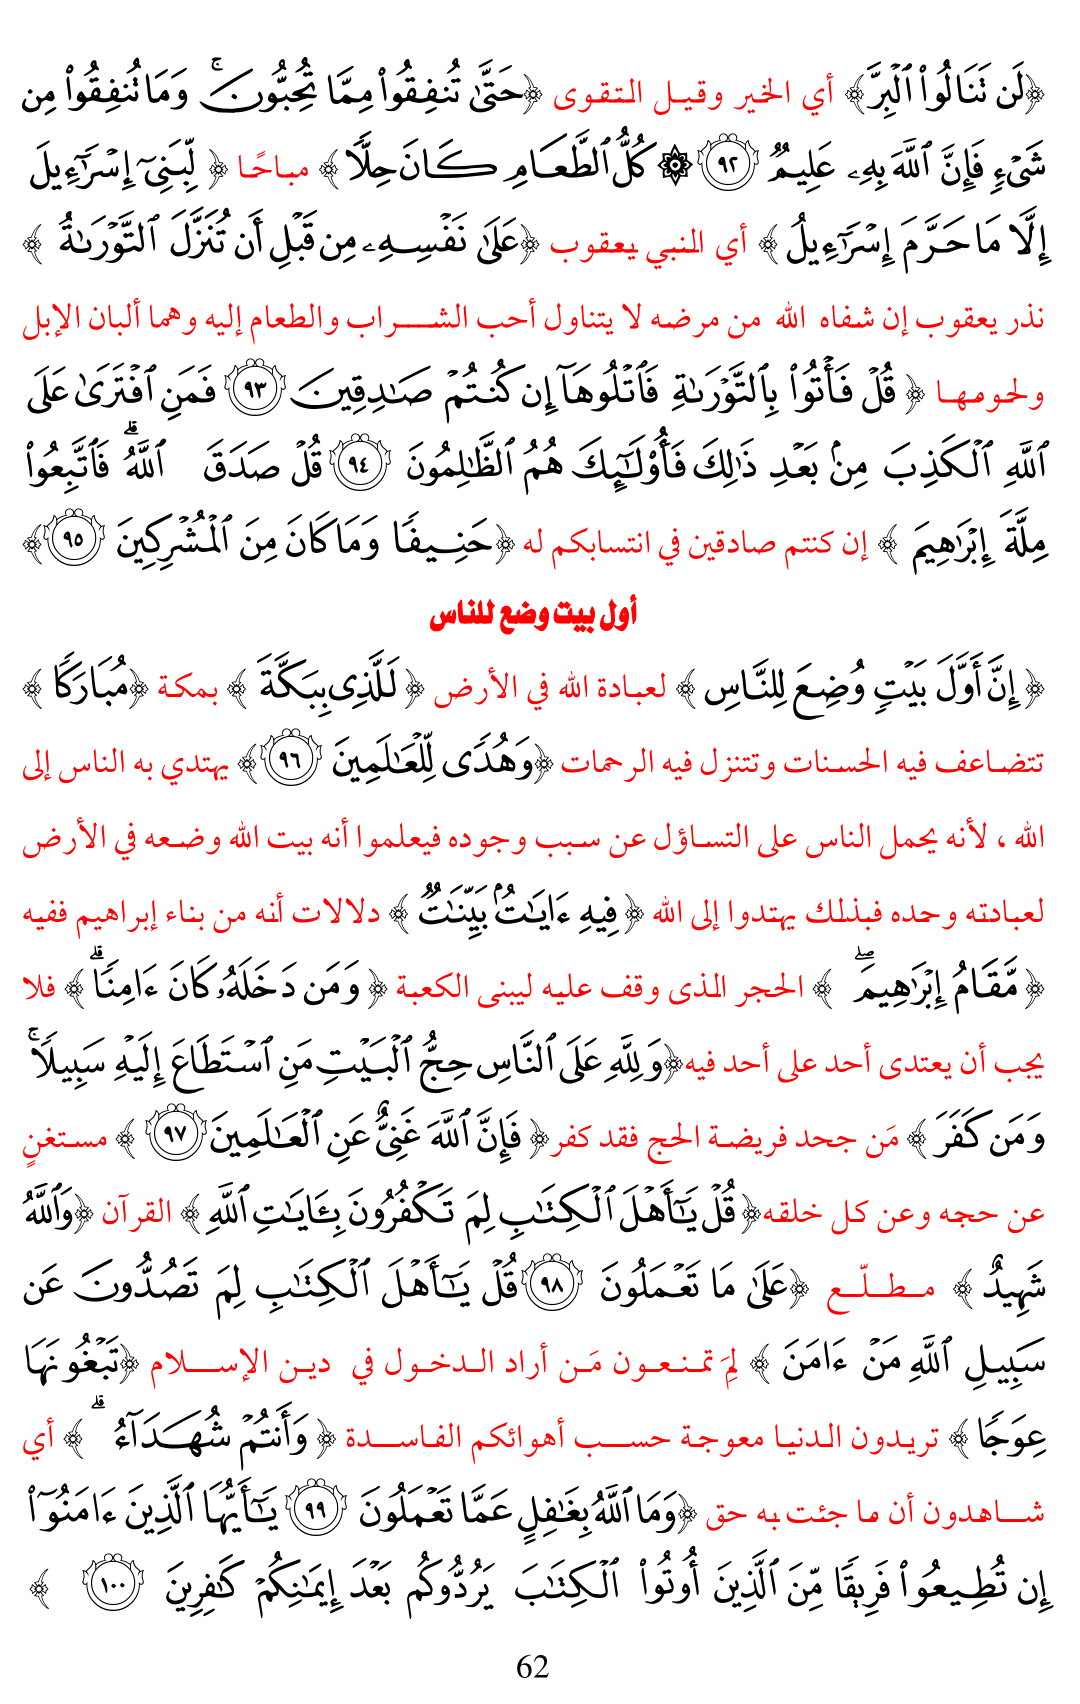 ﴿لَن تَنَالُواْ ٱلۡبِرَّ﴾ أي الخير وقيل التقوى ﴿حَتَّىٰ تُنفِقُواْ مِمَّا تُحِبُّونَۚ وَمَا تُنفِقُواْ مِن
شَيۡءٖ فَإِنَّ ٱللَّهَ بِهِۦ عَلِيمٞ ٩٢ ۞ كُلُّ ٱلطَّعَامِ كَانَ حِلّٗا ﴾ مباحًا ﴿ لِّبَنِيٓ إِسۡرَٰٓءِيلَ
إِلَّا مَا حَرَّمَ إِسۡرَٰٓءِيلُ ﴾ أي النبي يعقوب ﴿عَلَىٰ نَفۡسِهِۦ مِن قَبۡلِ أَن تُنَزَّلَ ٱلتَّوۡرَىٰةُ ﴾
نذر يعقوب إن شفاه الله من مرضه لا يتناول أحب الشراب والطعام إليه وهما ألبان الإبل
ولحومها ﴿ قُلۡ فَأۡتُواْ بِٱلتَّوۡرَىٰةِ فَٱتۡلُوهَآ إِن كُنتُمۡ صَٰدِقِينَ ٩٣ فَمَنِ ٱفۡتَرَىٰ عَلَى
ٱللَّهِ ٱلۡكَذِبَ مِنۢ بَعۡدِ ذَٰلِكَ فَأُوْلَٰٓئِكَ هُمُ ٱلظَّٰلِمُونَ ٩٤ قُلۡ صَدَقَ ٱللَّهُۗ فَٱتَّبِعُواْ
مِلَّةَ إِبۡرَٰهِيمَ ﴾ إن كنتم صادقين في انتسابكم له ﴿حَنِيفٗا وَمَا كَانَ مِنَ ٱلۡمُشۡرِكِينَ ٩٥﴾
أول بيت وضع للناس
﴿ إِنَّ أَوَّلَ بَيۡتٖ وُضِعَ لِلنَّاسِ ﴾ لعبادة الله في الأرض ﴿ لَلَّذِي بِبَكَّةَ ﴾ بمكة ﴿مُبَارَكٗا ﴾
تتضاعف فيه الحسنات وتتنزل فيه الرحمات ﴿وَهُدٗى لِّلۡعَٰلَمِينَ ٩٦﴾ يهتدي به الناس إلى
الله ، لأنه يحمل الناس على التساؤل عن سبب وجوده فيعلموا أنه بيت الله وضعه في الأرض
لعبادته وحده فبذلك يهتدوا إلى الله ﴿ فِيهِ ءَايَٰتُۢ بَيِّنَٰتٞ ﴾ دلالات أنه من بناء إبراهيم ففيه
﴿ مَّقَامُ إِبۡرَٰهِيمَۖ ﴾ الحجر الذى وقف عليه ليبنى الكعبة ﴿ وَمَن دَخَلَهُۥ كَانَ ءَامِنٗاۗ ﴾ فلا
يجب أن يعتدى أحد على أحد فيه ﴿وَلِلَّهِ عَلَى ٱلنَّاسِ حِجُّ ٱلۡبَيۡتِ مَنِ ٱسۡتَطَاعَ إِلَيۡهِ سَبِيلٗاۚ
وَمَن كَفَرَ ﴾ مَن جحد فريضة الحج فقد كفر ﴿ فَإِنَّ ٱللَّهَ غَنِيٌّ عَنِ ٱلۡعَٰلَمِينَ ٩٧ ﴾ مستغنٍ
عن حجه وعن كل خلقه ﴿قُلۡ يَٰٓأَهۡلَ ٱلۡكِتَٰبِ لِمَ تَكۡفُرُونَ بِـَٔايَٰتِ ٱللَّهِ ﴾ القرآن ﴿وَٱللَّهُ
شَهِيدٌ ﴾ مطلّع ﴿عَلَىٰ مَا تَعۡمَلُونَ ٩٨ قُلۡ يَٰٓأَهۡلَ ٱلۡكِتَٰبِ لِمَ تَصُدُّونَ عَن
سَبِيلِ ٱللَّهِ مَنۡ ءَامَنَ ﴾ لِمَ تمنعون مَن أراد الدخول في دين الإسلام ﴿تَبۡغُونَهَا
عِوَجٗا ﴾ تريدون الدنيا معوجة حسب أهوائكم الفاسدة ﴿ وَأَنتُمۡ شُهَدَآءُۗ ﴾ أي
شاهدون أن ما جئت به حق ﴿وَمَا ٱللَّهُ بِغَٰفِلٍ عَمَّا تَعۡمَلُونَ ٩٩ يَٰٓأَيُّهَا ٱلَّذِينَ ءَامَنُوٓاْ
إِن تُطِيعُواْ فَرِيقٗا مِّنَ ٱلَّذِينَ أُوتُواْ ٱلۡكِتَٰبَ يَرُدُّوكُم بَعۡدَ إِيمَٰنِكُمۡ كَٰفِرِينَ ١٠٠ ﴾
62